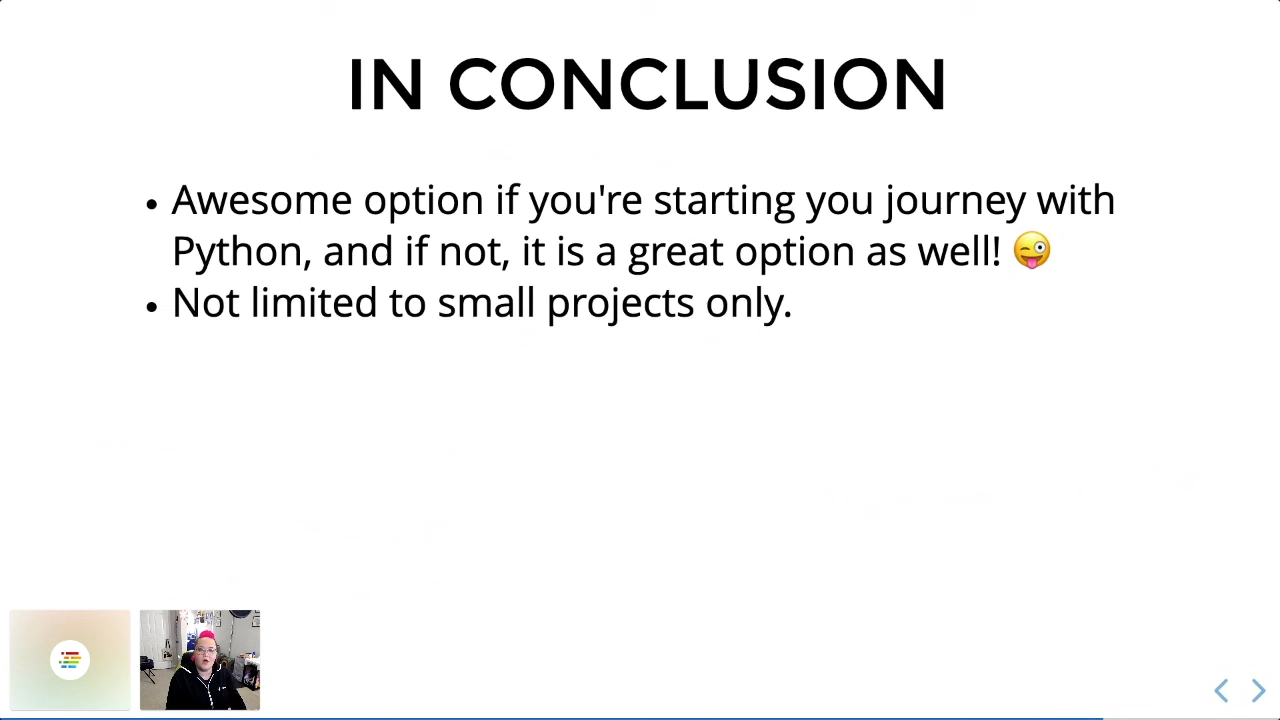 IN CONCLUSION
• Awesome option if you're starting you journey with
Python, and if not, it is a great option as well! 😜
• Not limited to small projects only.